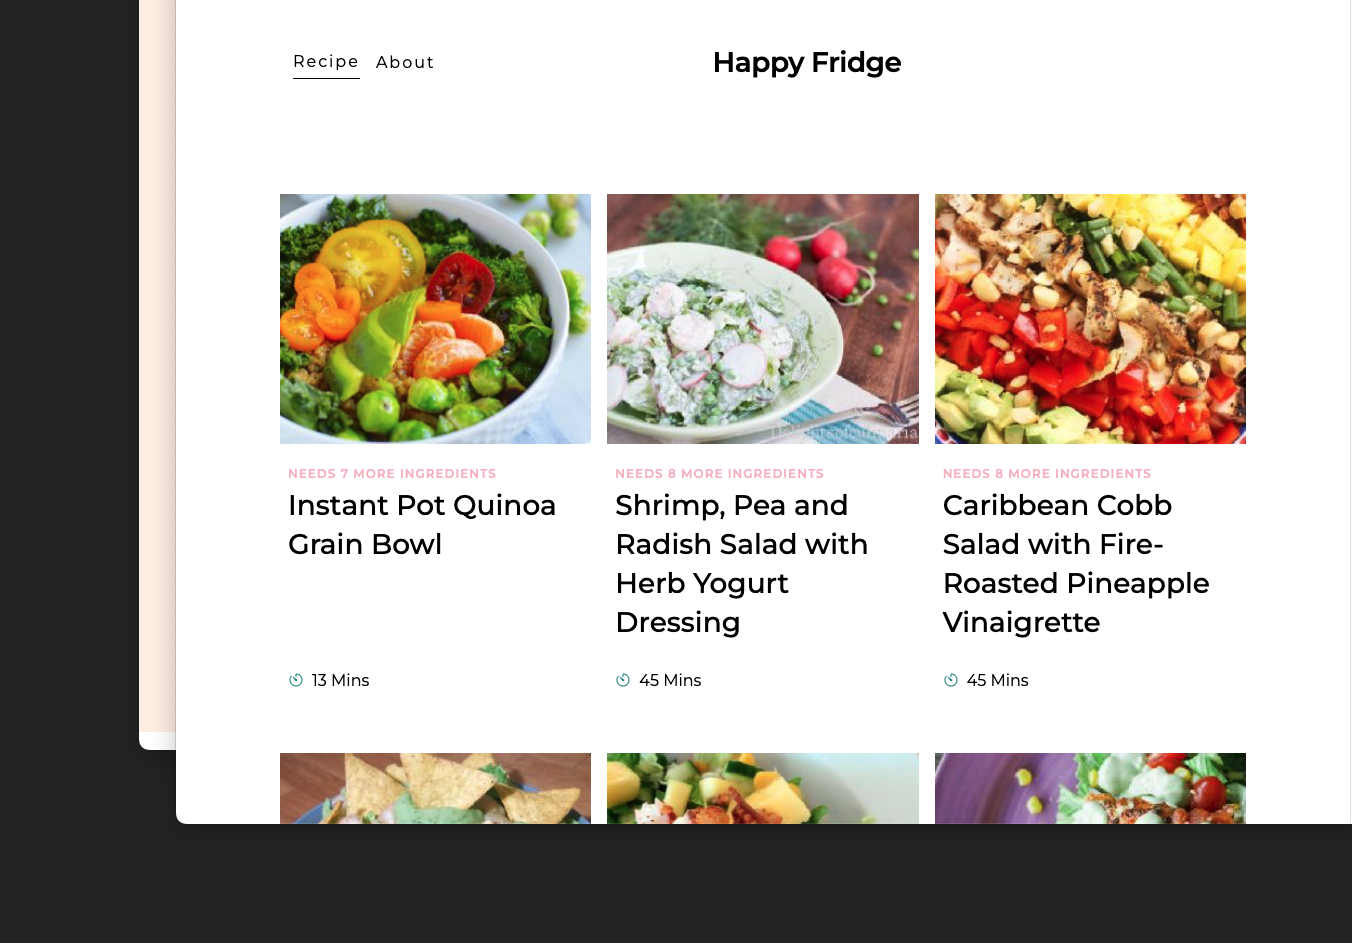 Recipe About Happy Fridge
NEEDS 7 MORE INGREDIENTS
Instant Pot Quinoa
Grain Bowl
13 Mins
NEEDS 8 MORE INGREDIENTS
Shrimp, Pea and
Radish Salad with
Herb Yogurt
Dressing
45 Mins
NEEDS 8 MORE INGREDIENTS
Caribbean Cobb
Salad with Fire-
Roasted Pineapple
Vinaigrette
45 Mins